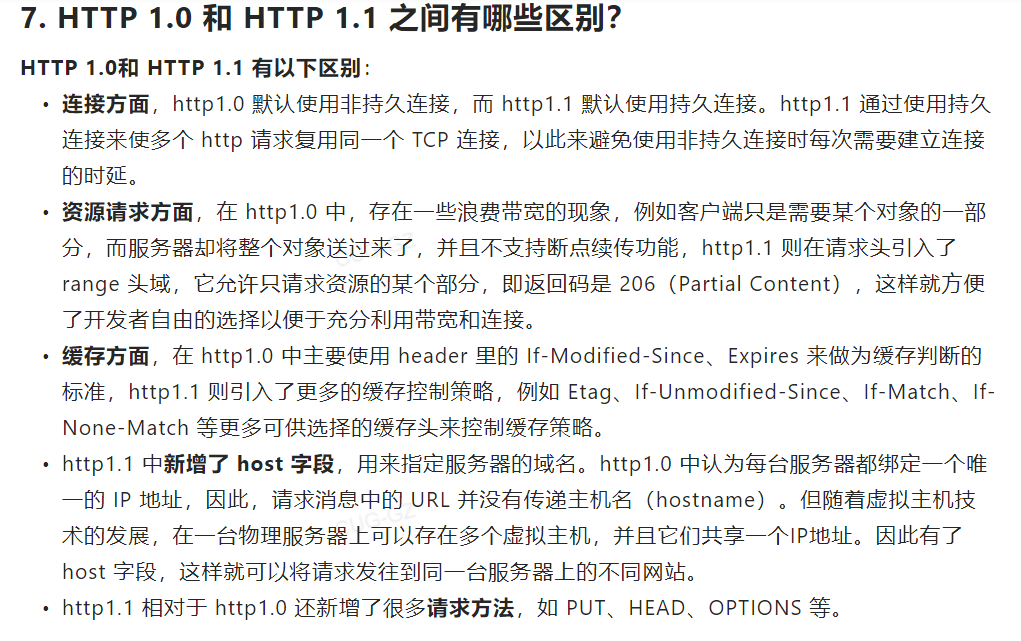 7. HTTP 1.0 和 HTTP 1.1 之间有哪些区别？
HTTP 1.0和 HTTP 1.1 有以下区别：
• 连接方面，http1.0 默认使用非持久连接，而 http1.1 默认使用持久连接。http1.1 通过使用持久
连接来使多个 http 请求复用同一个 TCP 连接，以此来避免使用非持久连接时每次需要建立连接
的时延。
• 资源请求方面，在 http1.0 中，存在一些浪费带宽的现象，例如客户端只是需要某个对象的一部
分，而服务器却将整个对象送过来了，并且不支持断点续传功能，http1.1 则在请求头引入了
range 头域，它允许只请求资源的某个部分，即返回码是 206（Partial Content），这样就方便
了开发者自由的选择以便于充分利用带宽和连接。
• 缓存方面，在 http1.0 中主要使用 header 里的 If-Modified-Since、Expires 来做为缓存判断的
标准，http1.1 则引入了更多的缓存控制策略，例如 Etag、If-Unmodified-Since、If-Match、If-
None-Match 等更多可供选择的缓存头来控制缓存策略。
• http1.1 中新增了 host 字段，用来指定服务器的域名。http1.0 中认为每台服务器都绑定一个唯
一的 IP 地址，因此，请求消息中的 URL 并没有传递主机名（hostname）。但随着虚拟主机技
术的发展，在一台物理服务器上可以存在多个虚拟主机，并且它们共享一个IP地址。因此有了
host 字段，这样就可以将请求发往到同一台服务器上的不同网站。
• http1.1 相对于 http1.0 还新增了很多请求方法，如 PUT、HEAD、OPTIONS 等。